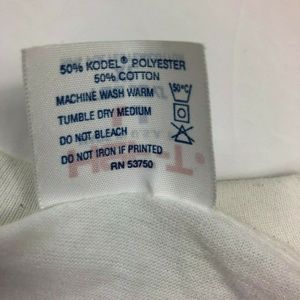 50% KODEL® POLYESTER
50% COTTON
MACHINE WASH WARM 50°C
TUMBLE DRY MEDIUM
DO NOT BLEACH
DO NOT IRON IF PRINTED
RN 53750